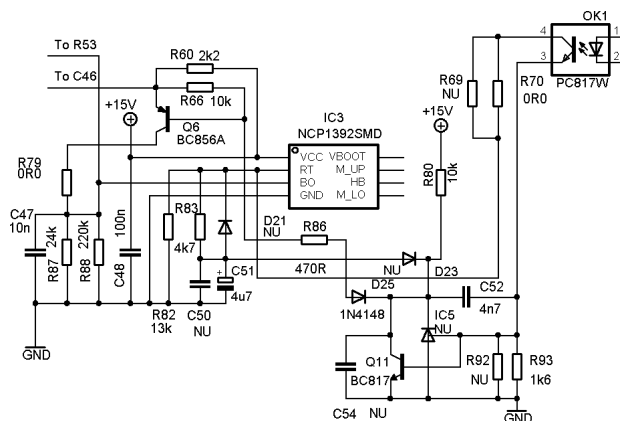 OK1
4
1
3
2
PC817W
To R53
To C46
R60
2k2
R66
10k
R69
NU
R70
0R0
+15V
+15V
Q6
BC856A
IC3
NCP1392SMD
VCC
VBOOT
RT
M_UP
BO
HB
GND
M_LO
R79
0R0
R80
10k
C47
10n
24k
R87
220k
R88
100n
C48
R83
4k7
D21
NU
R86
470R
C51
+
4u7
R82
13k
C50
NU
NU
D23
D25
1N4148
C52
4n7
IC5
NU
Q11
BC817
C54
NU
R92
NU
R93
1k6
GND
GND